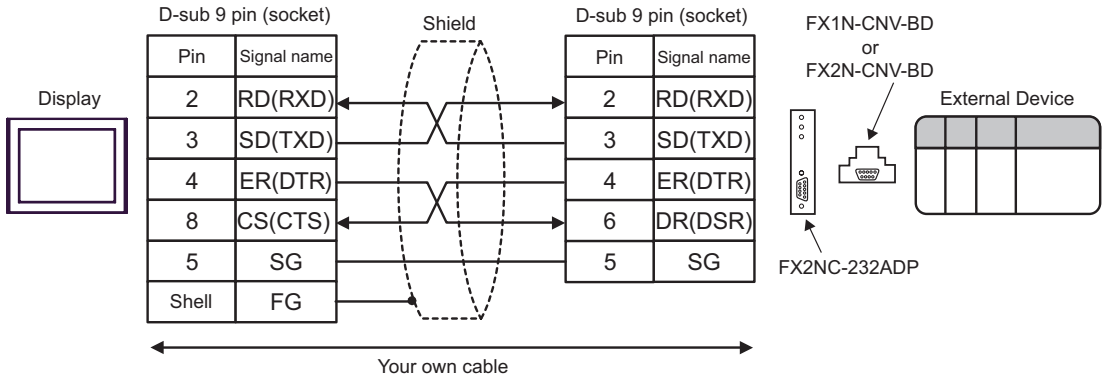 D-sub 9 pin (socket)
Shield
D-sub 9 pin (socket)
FX1N-CNV-BD
or
FX2N-CNV-BD
Display
External Device
Pin Signal name
2 RD(RXD)
3 SD(TXD)
4 ER(DTR)
8 CS(CTS)
5 SG
Shell FG
Pin Signal name
2 RD(RXD)
3 SD(TXD)
4 ER(DTR)
6 DR(DSR)
5 SG
FX2NC-232ADP
Your own cable